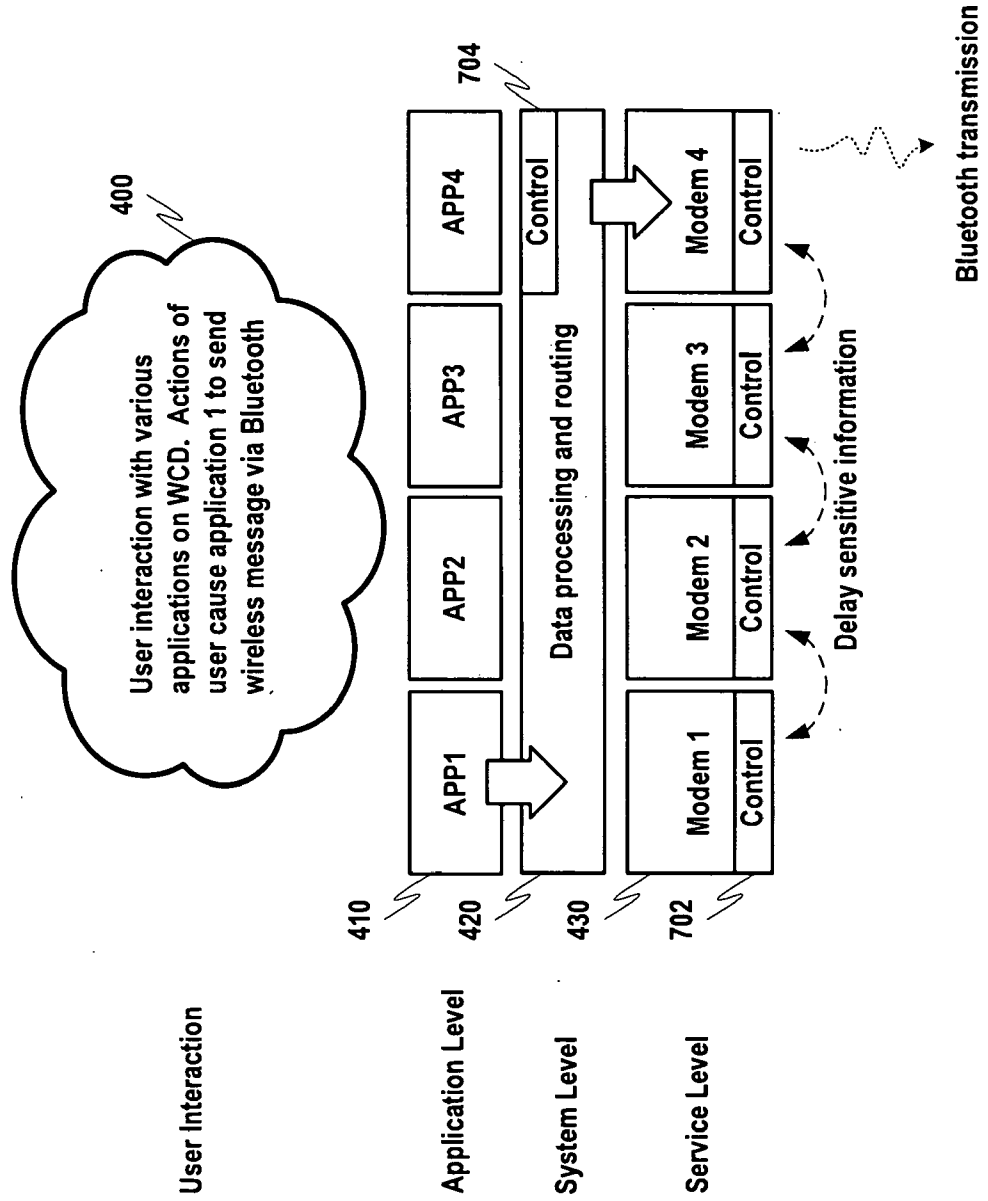 User Interaction
400
User interaction with various
applications on WCD. Actions of
user cause application 1 to send
wireless message via Bluetooth
Application Level
410
APP1
APP2
APP3
APP4
704
System Level
420
Data processing and routing
Control
Service Level
430
Modem 1
Modem 2
Modem 3
Modem 4
702
Control
Control
Control
Control
Delay sensitive information
Bluetooth transmission